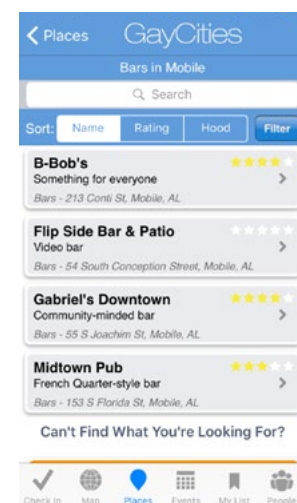 Places GayCities
Bars in Mobile
Search
Sort: Name Rating Hood Filter
B-Bob's
Something for everyone
Bars - 213 Conti St, Mobile, AL
Flip Side Bar & Patio
Video bar
Bars - 54 South Conception Street, Mobile, AL
Gabriel's Downtown
Community-minded bar
Bars - 55 S Joachim St, Mobile, AL
Midtown Pub
French Quarter-style bar
Bars - 153 S Florida St, Mobile, AL
Can't Find What You're Looking For?
Check In Map Places Events My List People